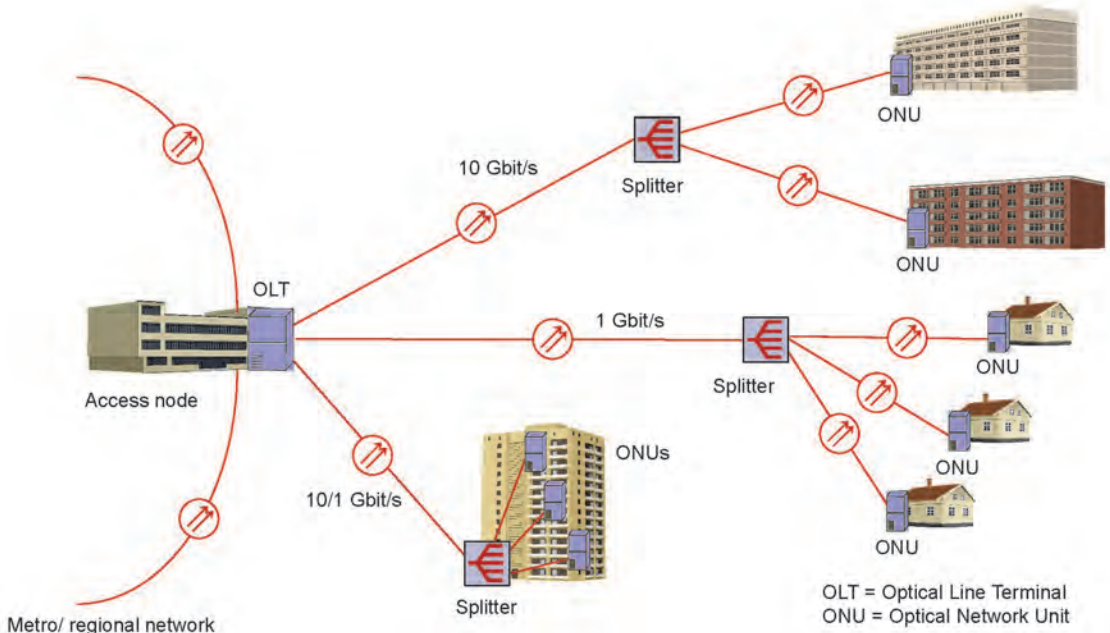 ONU
10 Gbit/s
Splitter
ONU
OLT
1 Gbit/s
ONU
Splitter
Access node
ONUs
ONU
10/1 Gbit/s
ONU
Splitter
OLT = Optical Line Terminal
ONU = Optical Network Unit
Metro/ regional network